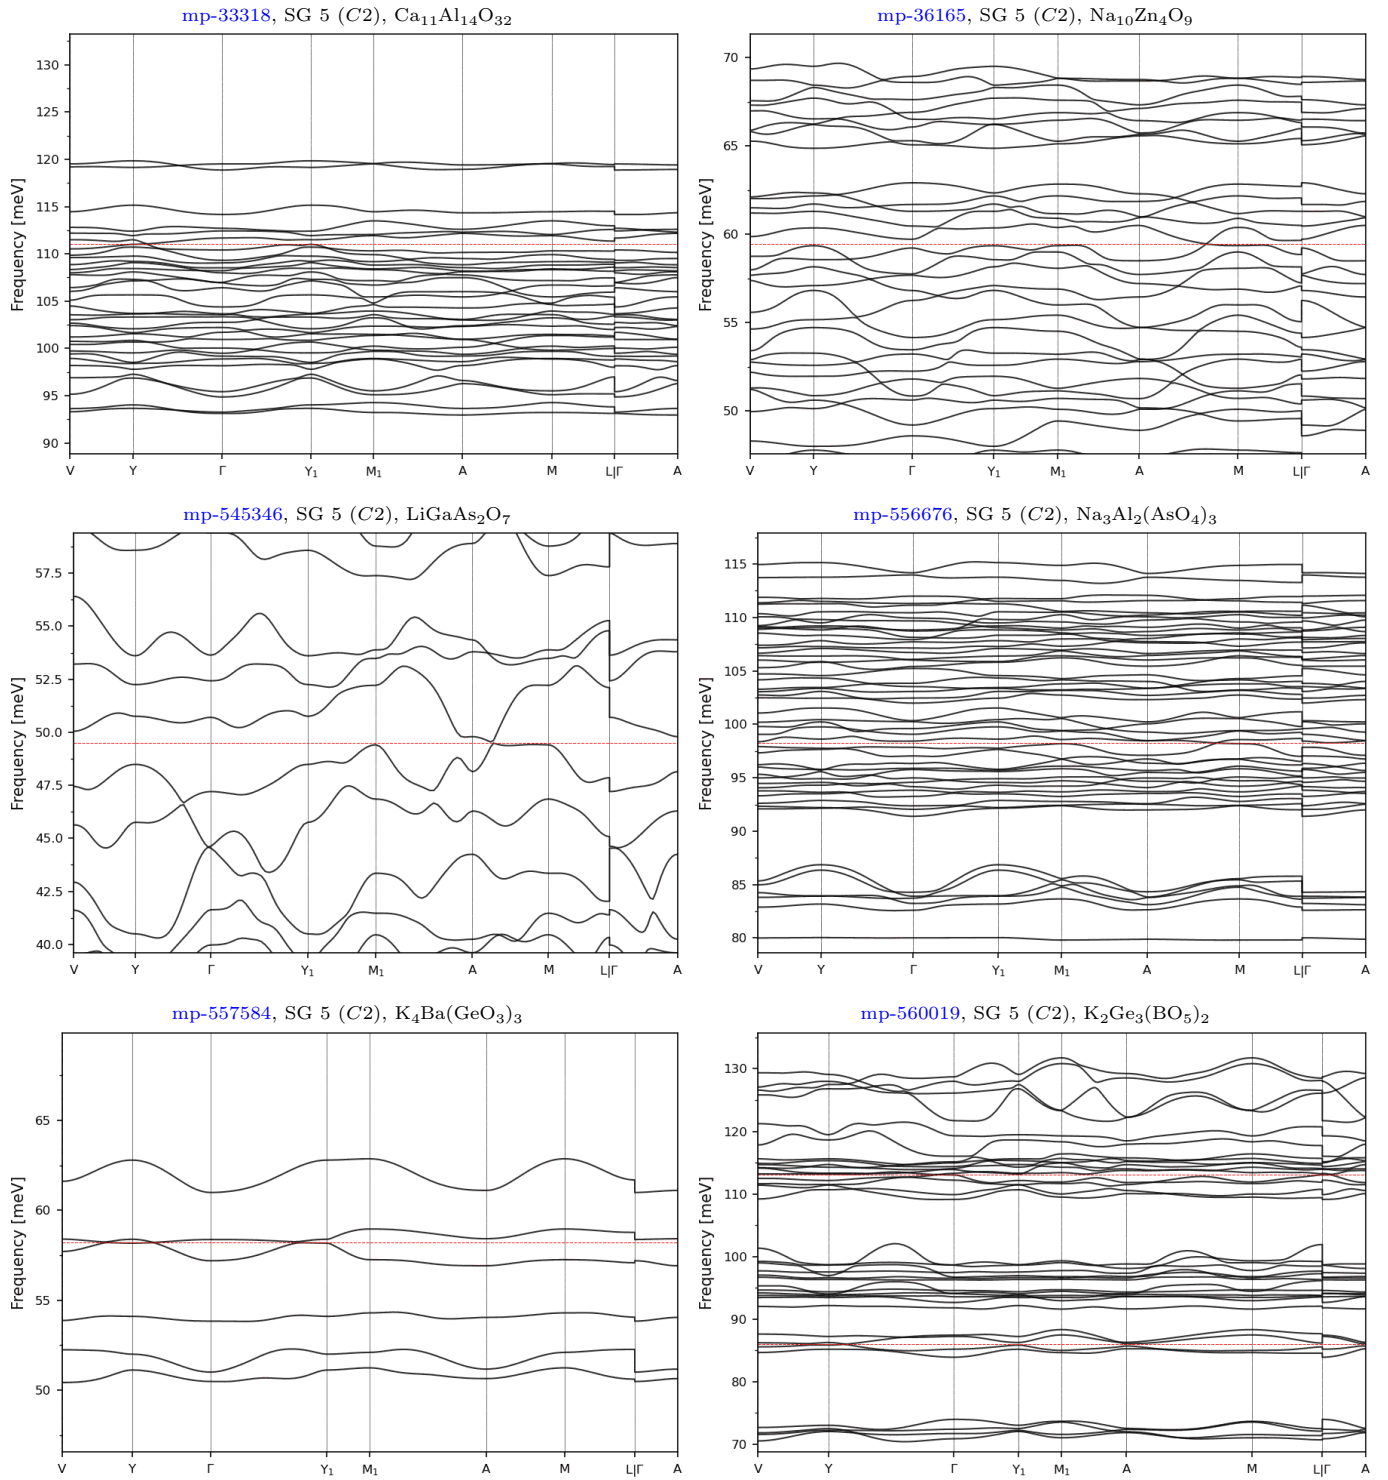 mp-33318, SG 5 (C2), Ca₁₁Al₁₄O₃₂
Frequency [meV]
130
125
120
115
110
105
100
95
90
V Y Γ Y₁ M₁ A M L|Γ A
mp-36165, SG 5 (C2), Na₁₀Zn₄O₉
Frequency [meV]
70
65
60
55
50
V Y Γ Y₁ M₁ A M L|Γ A
mp-545346, SG 5 (C2), LiGaAs₂O₇
Frequency [meV]
57.5
55.0
52.5
50.0
47.5
45.0
42.5
40.0
V Y Γ Y₁ M₁ A M L|Γ A
mp-556676, SG 5 (C2), Na₃Al₂(AsO₄)₃
Frequency [meV]
115
110
105
100
95
90
85
80
V Y Γ Y₁ M₁ A M L|Γ A
mp-557584, SG 5 (C2), K₄Ba(GeO₃)₃
Frequency [meV]
65
60
55
50
V Y Γ Y₁ M₁ A M L|Γ A
mp-560019, SG 5 (C2), K₂Ge₃(BO₅)₂
Frequency [meV]
130
120
110
100
90
80
70
V Y Γ Y₁ M₁ A M L|Γ A